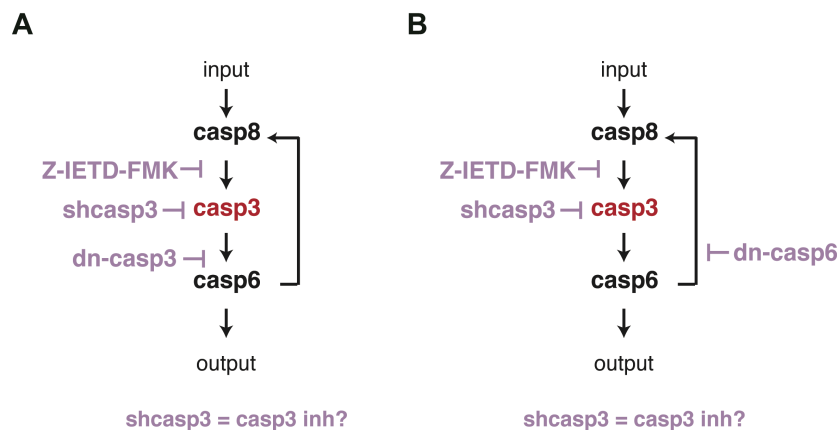 A
input
casp8
Z-IETD-FMK
shcasp3
casp3
dn-casp3
casp6
output
shcasp3 = casp3 inh?
B
input
casp8
Z-IETD-FMK
shcasp3
casp3
dn-casp6
casp6
output
shcasp3 = casp3 inh?